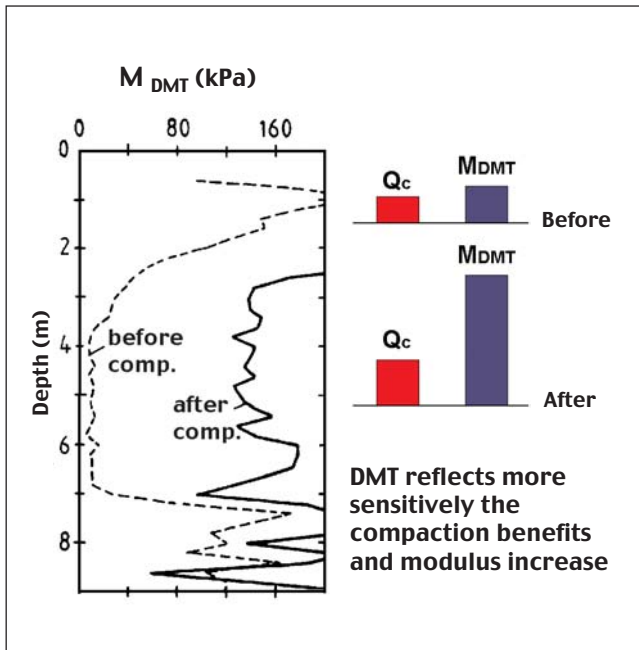 M DMT (kPa)
0 80 160
0
2
4
6
8
Depth (m)
before
comp.
after
comp.
Qc MDMT
Before
Qc MDMT
After
DMT reflects more
sensitively the
compaction benefits
and modulus increase